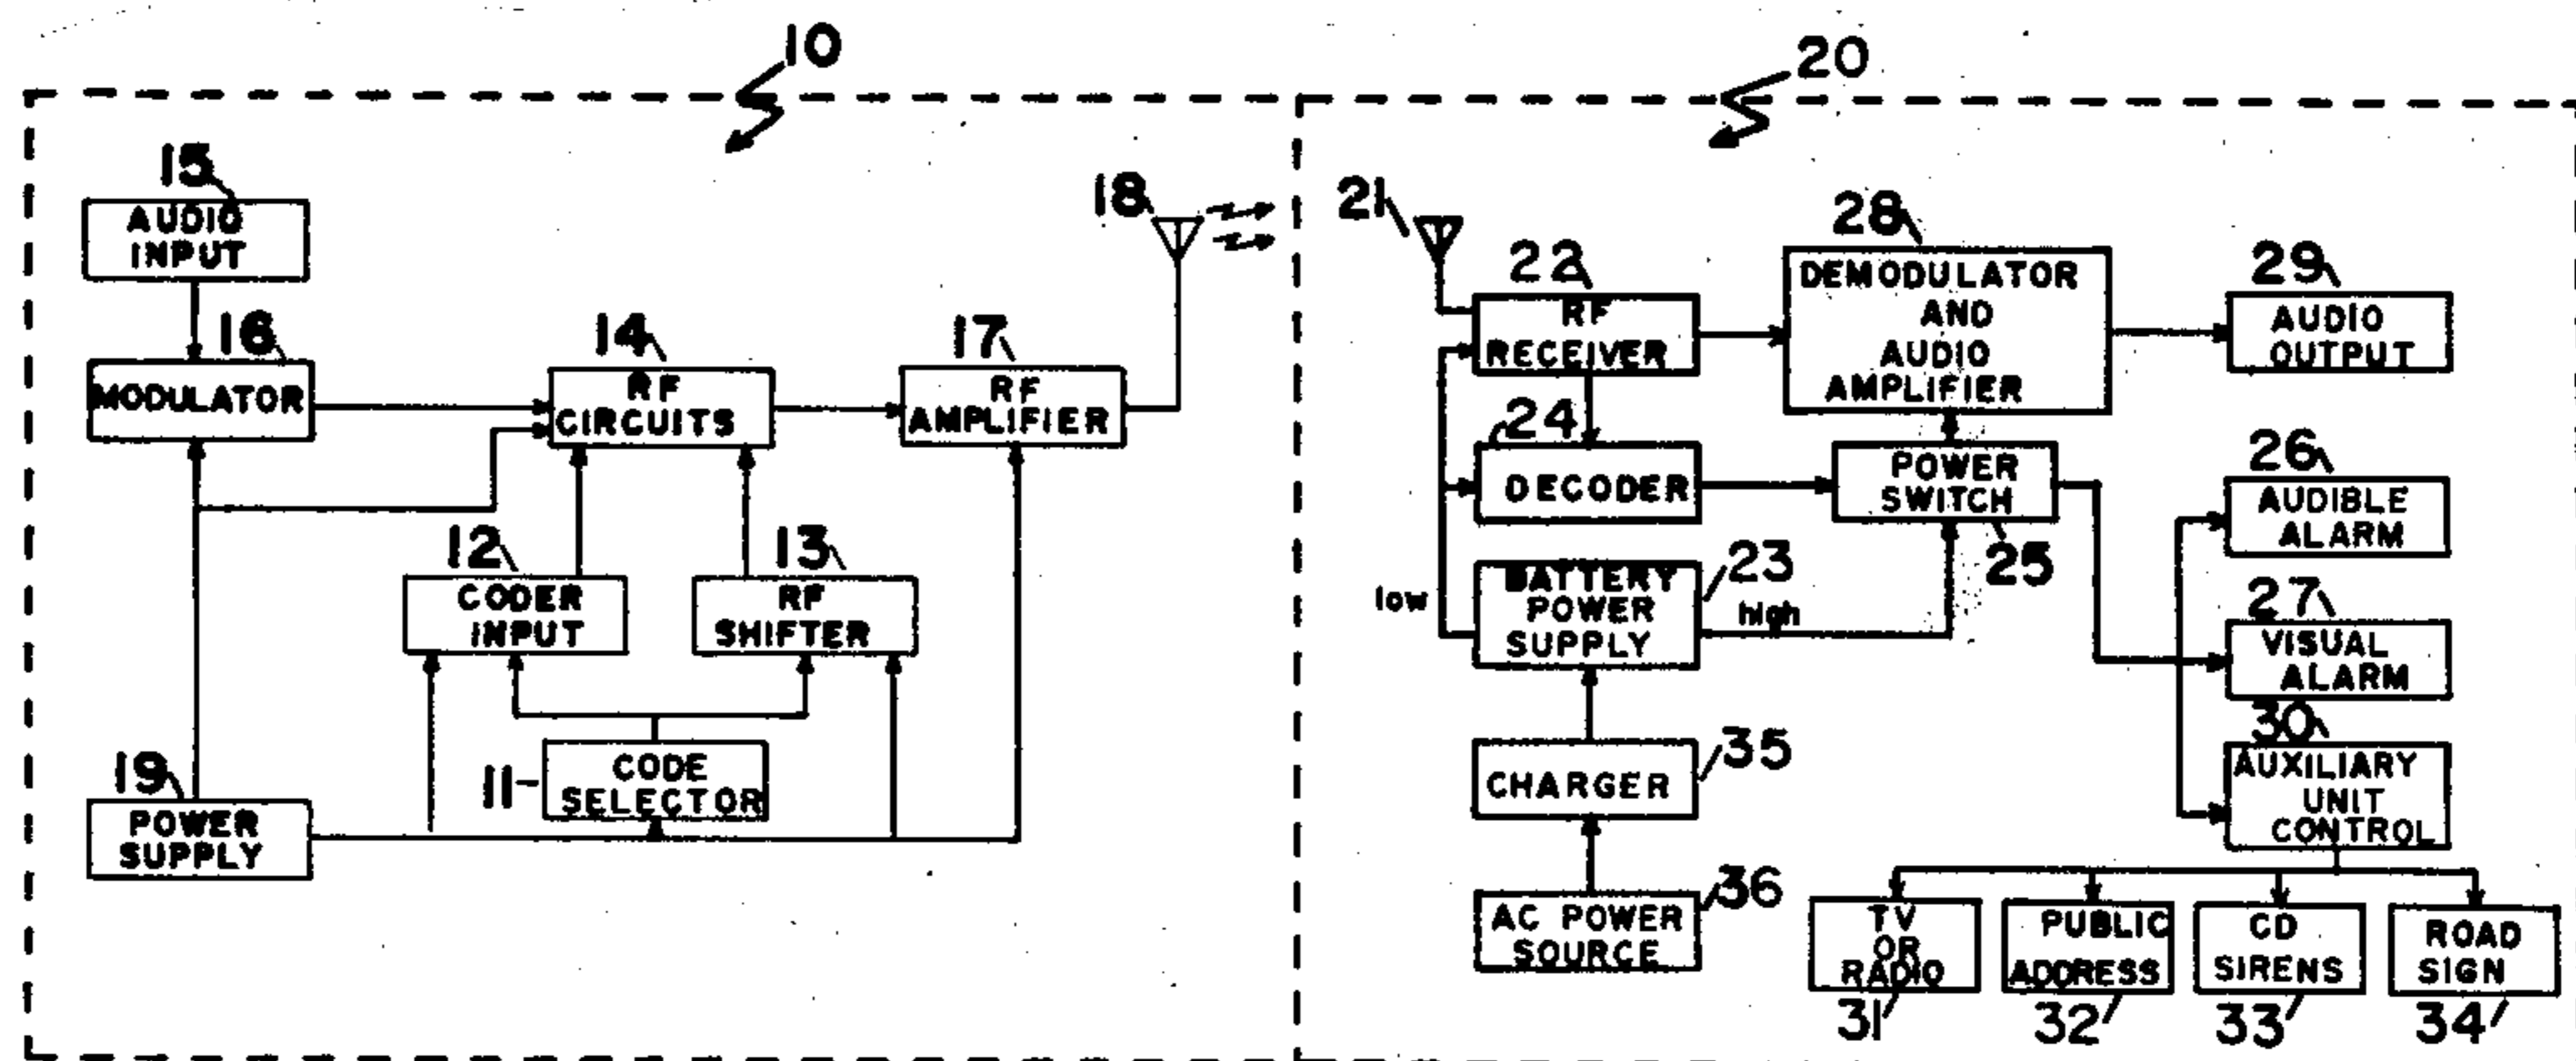 10
20
15
AUDIO
INPUT
16
MODULATOR
14
RF
CIRCUITS
17
RF
AMPLIFIER
18
12
CODER
INPUT
13
RF
SHIFTER
11
CODE
SELECTOR
19
POWER
SUPPLY
21
22
RF
RECEIVER
28
DEMODULATOR
AND
AUDIO
AMPLIFIER
29
AUDIO
OUTPUT
24
DECODER
POWER
SWITCH
25
26
AUDIBLE
ALARM
low
BATTERY
POWER
SUPPLY
23
high
27
VISUAL
ALARM
30
AUXILIARY
UNIT
CONTROL
CHARGER
35
AC POWER
SOURCE
36
TV
OR
RADIO
31
PUBLIC
ADDRESS
32
CD
SIRENS
33
ROAD
SIGN
34